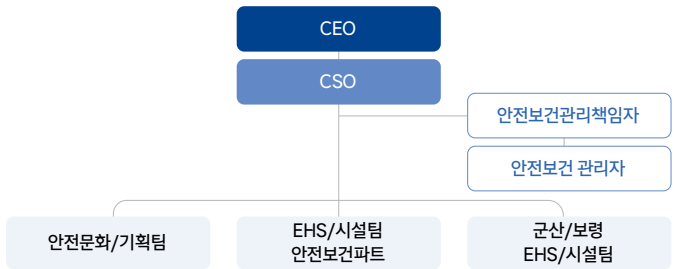 CEO
CSO
안전보건관리책임자
안전보건 관리자
안전문화/기획팀
EHS/시설팀
안전보건파트
군산/보령
EHS/시설팀